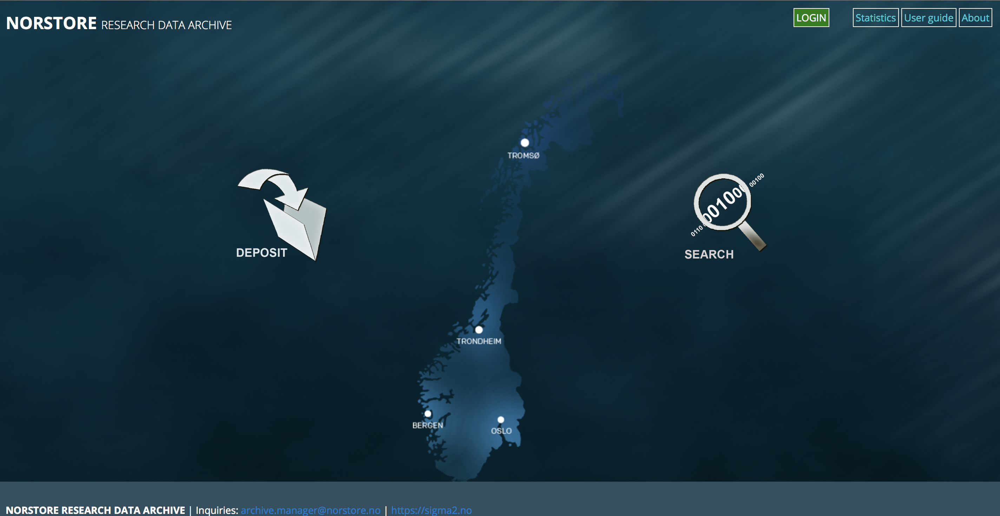 NORSTORE RESEARCH DATA ARCHIVE
LOGIN
Statistics
User guide
About
TROMSØ
00100
001000
0110
DEPOSIT
SEARCH
TRONDHEIM
BERGEN
OSLO
NORSTORE RESEARCH DATA ARCHIVE | Inquiries: archive.manager@norstore.no | https://sigma2.no